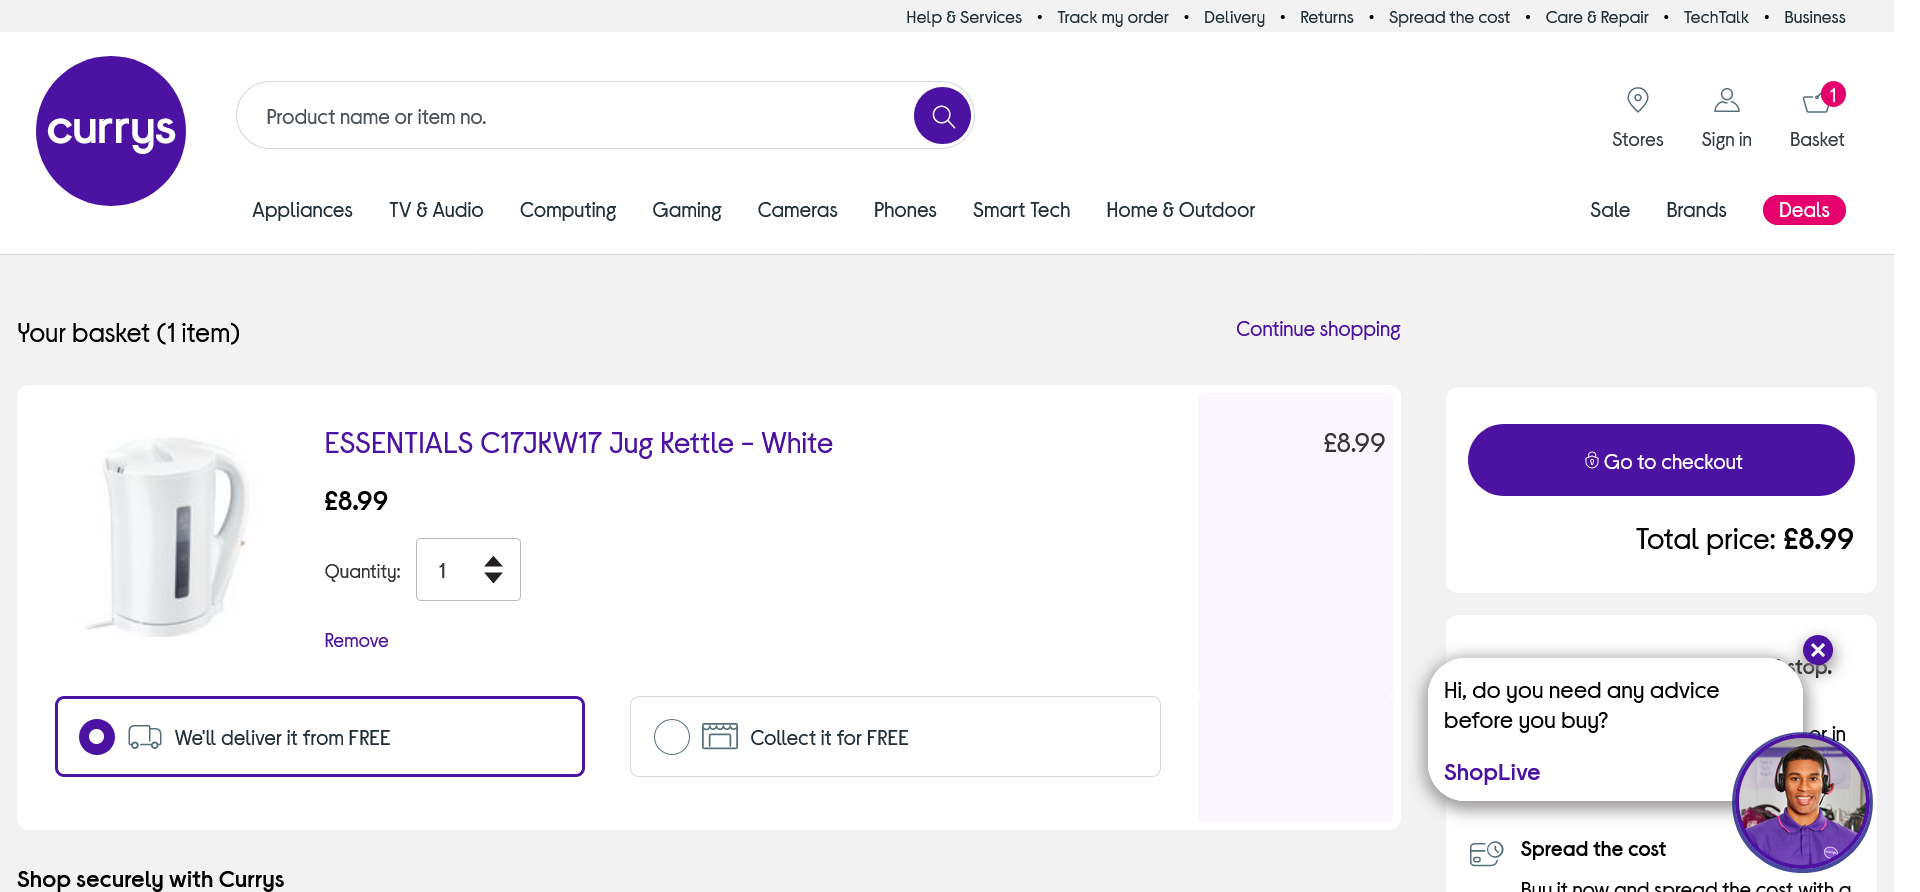 Help & Services • Track my order • Delivery • Returns • Spread the cost • Care & Repair • TechTalk • Business
currys
Product name or item no.
Stores
Sign in
1
Basket
Appliances TV & Audio Computing Gaming Cameras Phones Smart Tech Home & Outdoor Sale Brands Deals
Your basket (1 item)
Continue shopping
ESSENTIALS C17JKW17 Jug Kettle - White
£8.99
£8.99
Quantity: 1
Remove
We'll deliver it from FREE
Collect it for FREE
Go to checkout
Total price: £8.99
stop.
Hi, do you need any advice
before you buy?
or in
ShopLive
Spread the cost
Buy it now and spread the cost with a
Shop securely with Currys